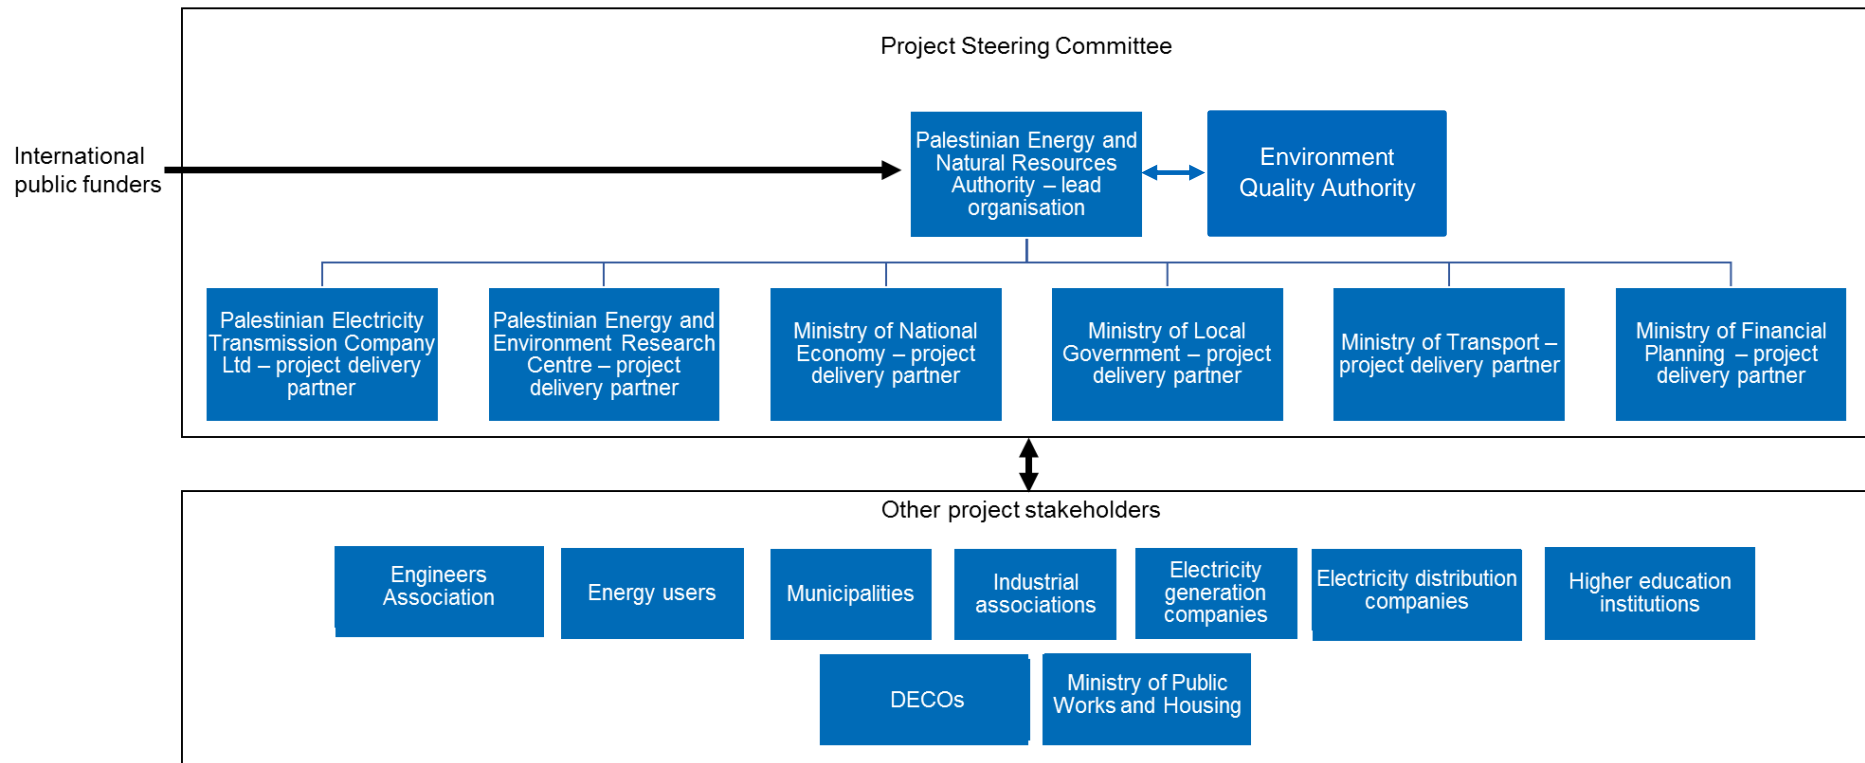 Project Steering Committee
International
public funders
Palestinian Energy and
Natural Resources
Authority – lead
organisation
Environment
Quality Authority
Palestinian Electricity
Transmission Company
Ltd – project delivery
partner
Palestinian Energy and
Environment Research
Centre – project
delivery partner
Ministry of National
Economy – project
delivery partner
Ministry of Local
Government – project
delivery partner
Ministry of Transport –
project delivery partner
Ministry of Financial
Planning – project
delivery partner
Other project stakeholders
Engineers
Association
Energy users
Municipalities
Industrial
associations
Electricity
generation
companies
Electricity distribution
companies
Higher education
institutions
DECOs
Ministry of Public
Works and Housing